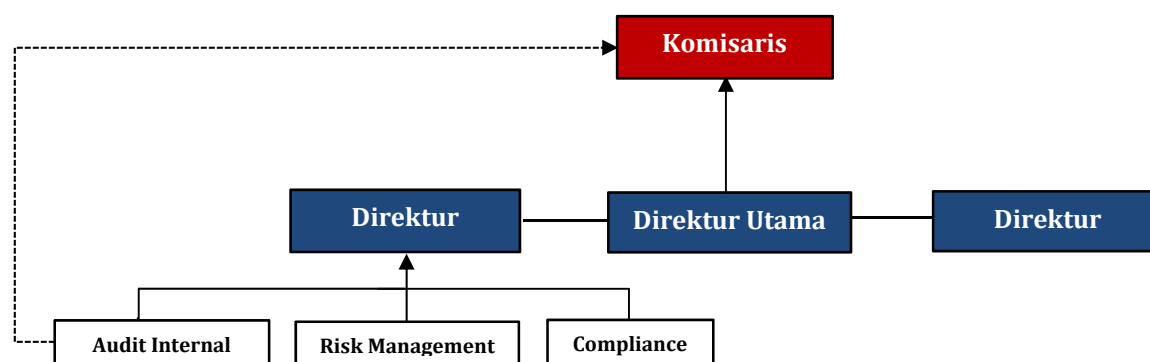 Komisaris
Direktur
Direktur Utama
Direktur
Audit Internal
Risk Management
Compliance